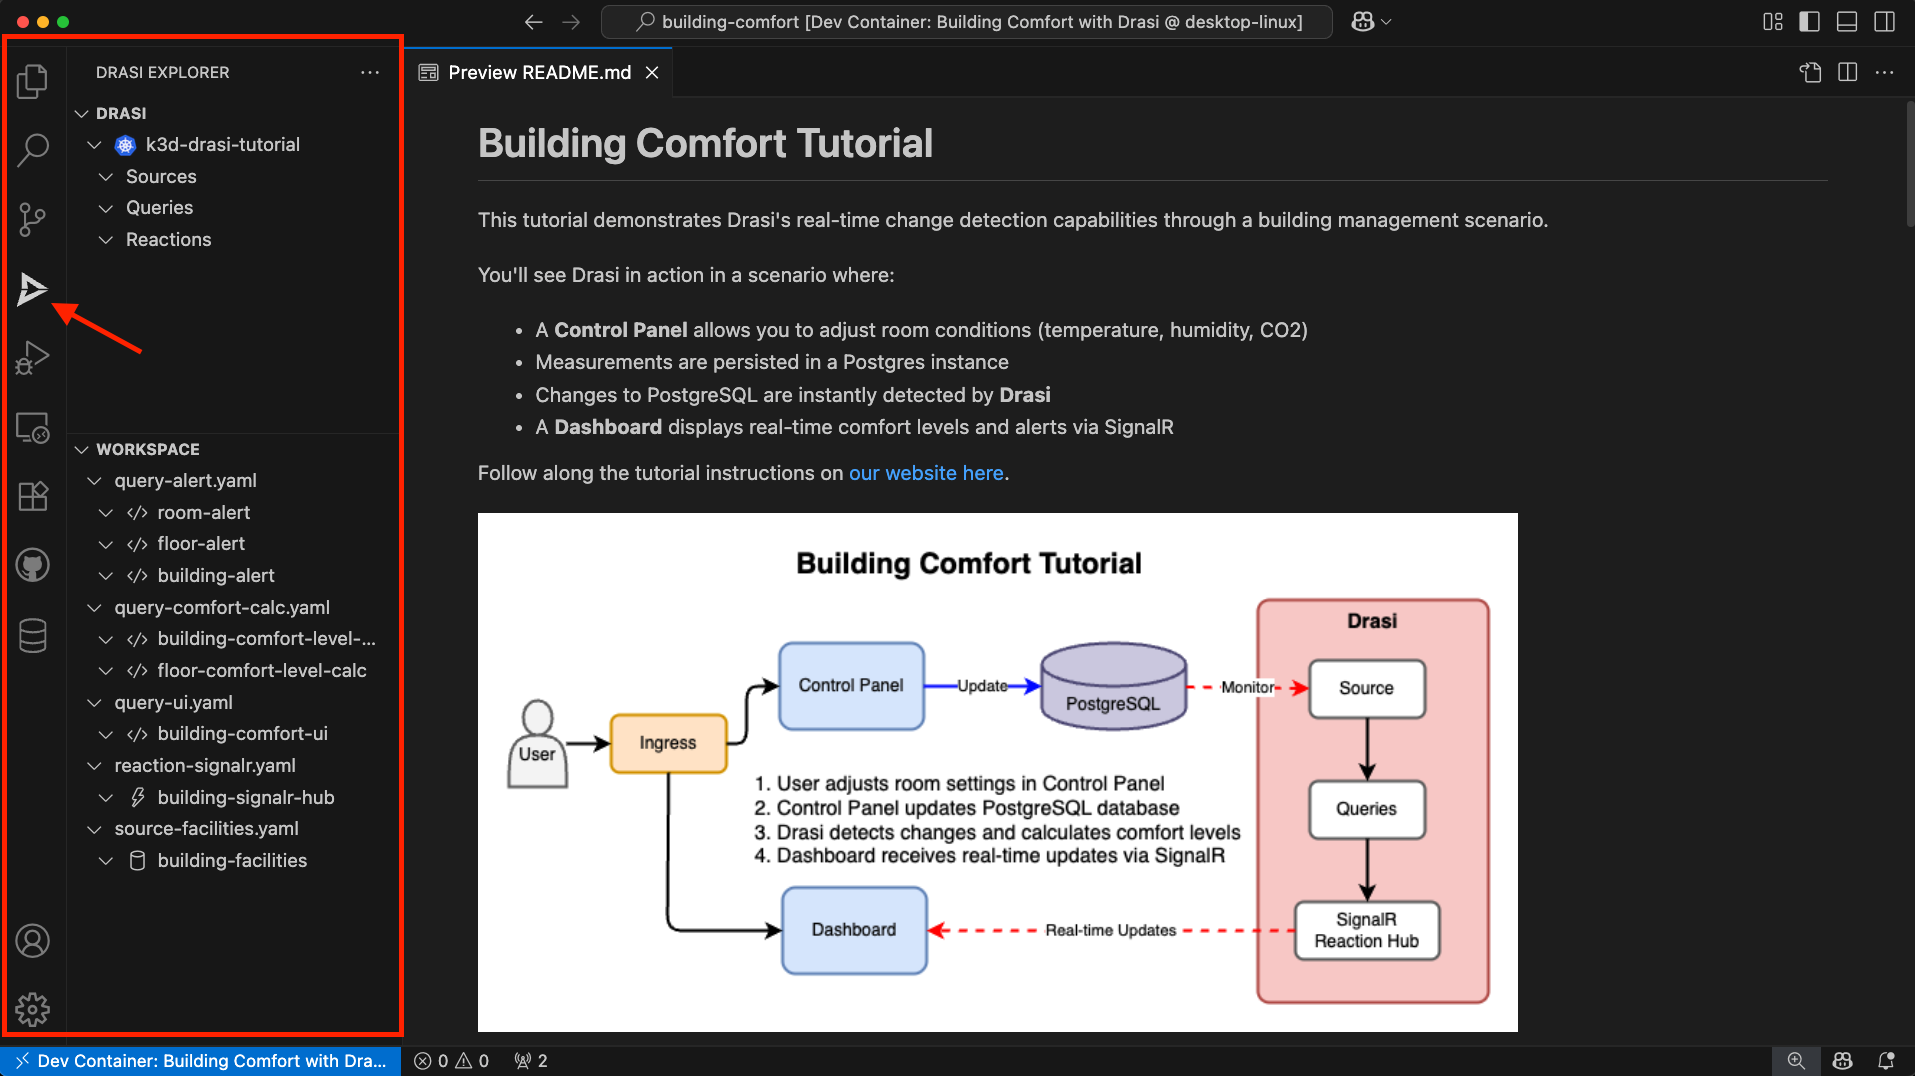 building-comfort [Dev Container: Building Comfort with Drasi @ desktop-linux]
DRASI EXPLORER
DRASI
k3d-drasi-tutorial
Sources
Queries
Reactions
WORKSPACE
query-alert.yaml
room-alert
floor-alert
building-alert
query-comfort-calc.yaml
building-comfort-level-...
floor-comfort-level-calc
query-ui.yaml
building-comfort-ui
reaction-signalr.yaml
building-signalr-hub
source-facilities.yaml
building-facilities
Preview README.md
Building Comfort Tutorial
This tutorial demonstrates Drasi's real-time change detection capabilities through a building management scenario.
You'll see Drasi in action in a scenario where:
• A Control Panel allows you to adjust room conditions (temperature, humidity, CO2)
• Measurements are persisted in a Postgres instance
• Changes to PostgreSQL are instantly detected by Drasi
• A Dashboard displays real-time comfort levels and alerts via SignalR
Follow along the tutorial instructions on our website here.
Building Comfort Tutorial
Drasi
Control Panel
Update
PostgreSQL
Monitor
Source
User
Ingress
1. User adjusts room settings in Control Panel
2. Control Panel updates PostgreSQL database
3. Drasi detects changes and calculates comfort levels
4. Dashboard receives real-time updates via SignalR
Queries
Dashboard
Real-time Updates
SignalR
Reaction Hub
Dev Container: Building Comfort with Dra...
0
0
2